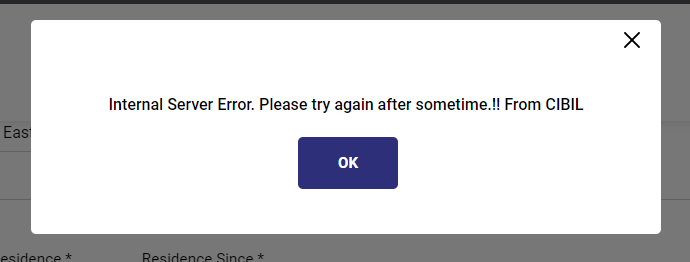 Internal Server Error. Please try again after sometime.!! From CIBIL
East
OK
esidence * Residence Since *